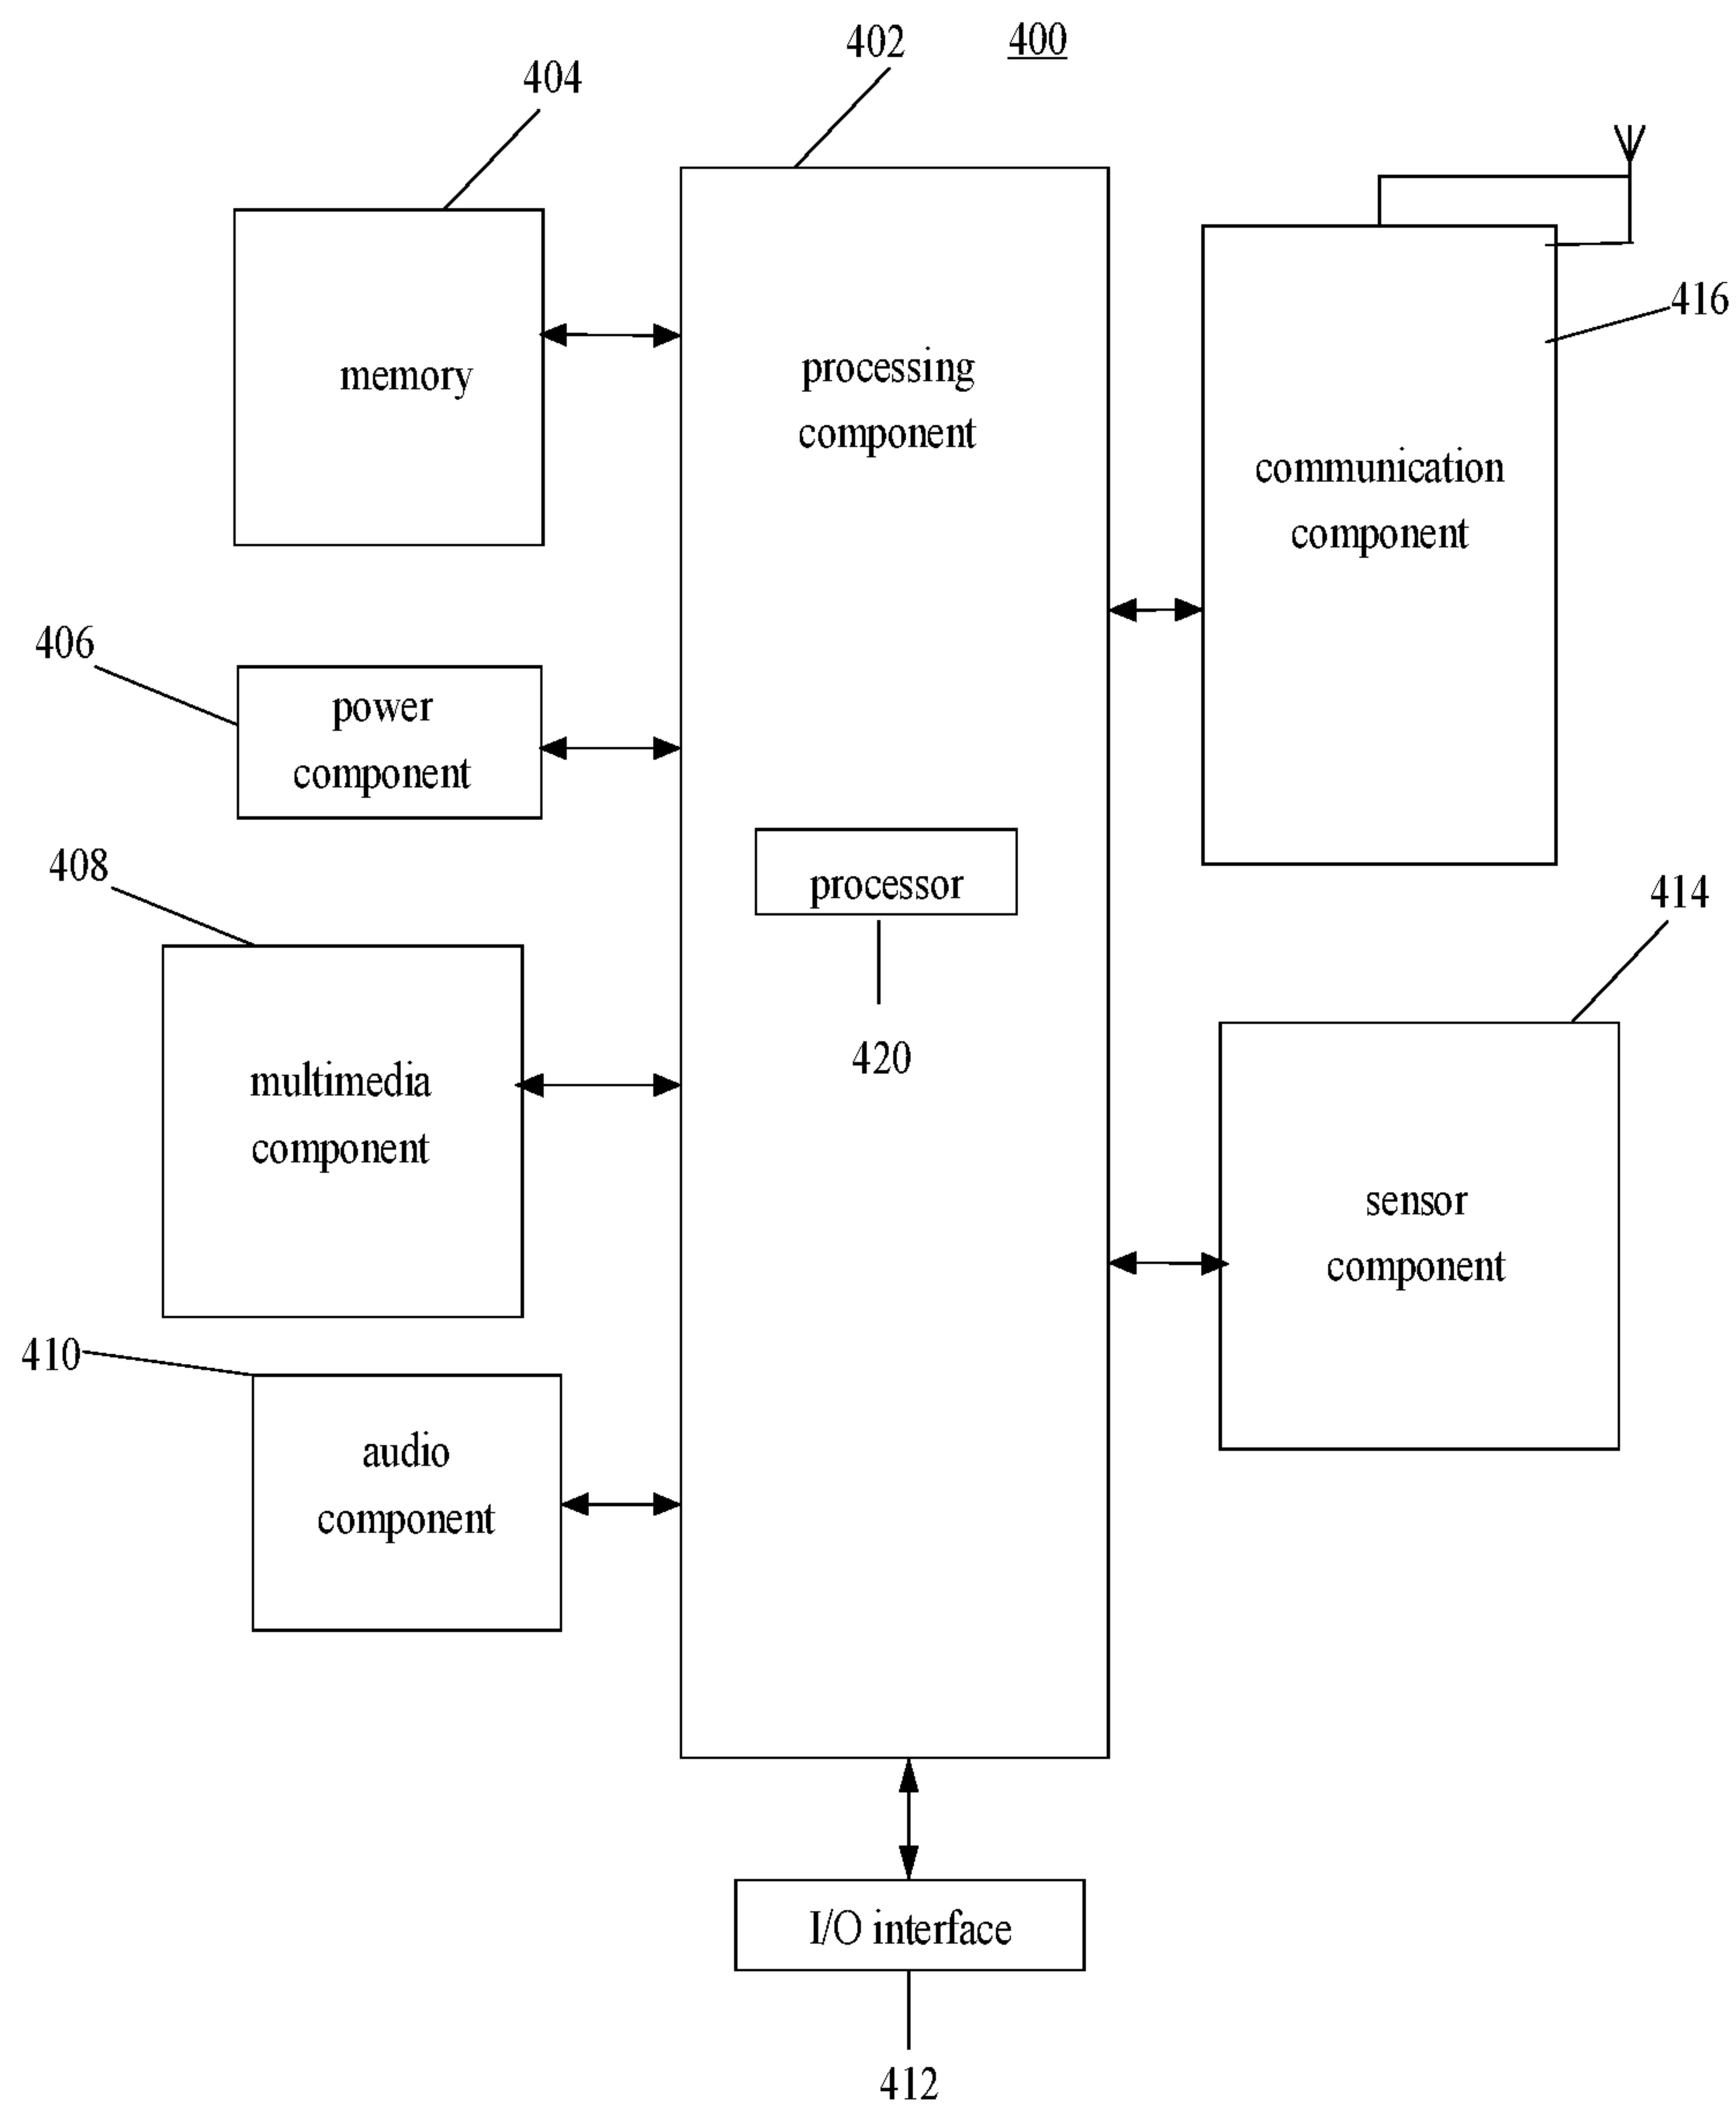 400
402
404
memory
processing
component
416
communication
component
406
power
component
408
processor
420
414
multimedia
component
sensor
component
410
audio
component
I/O interface
412